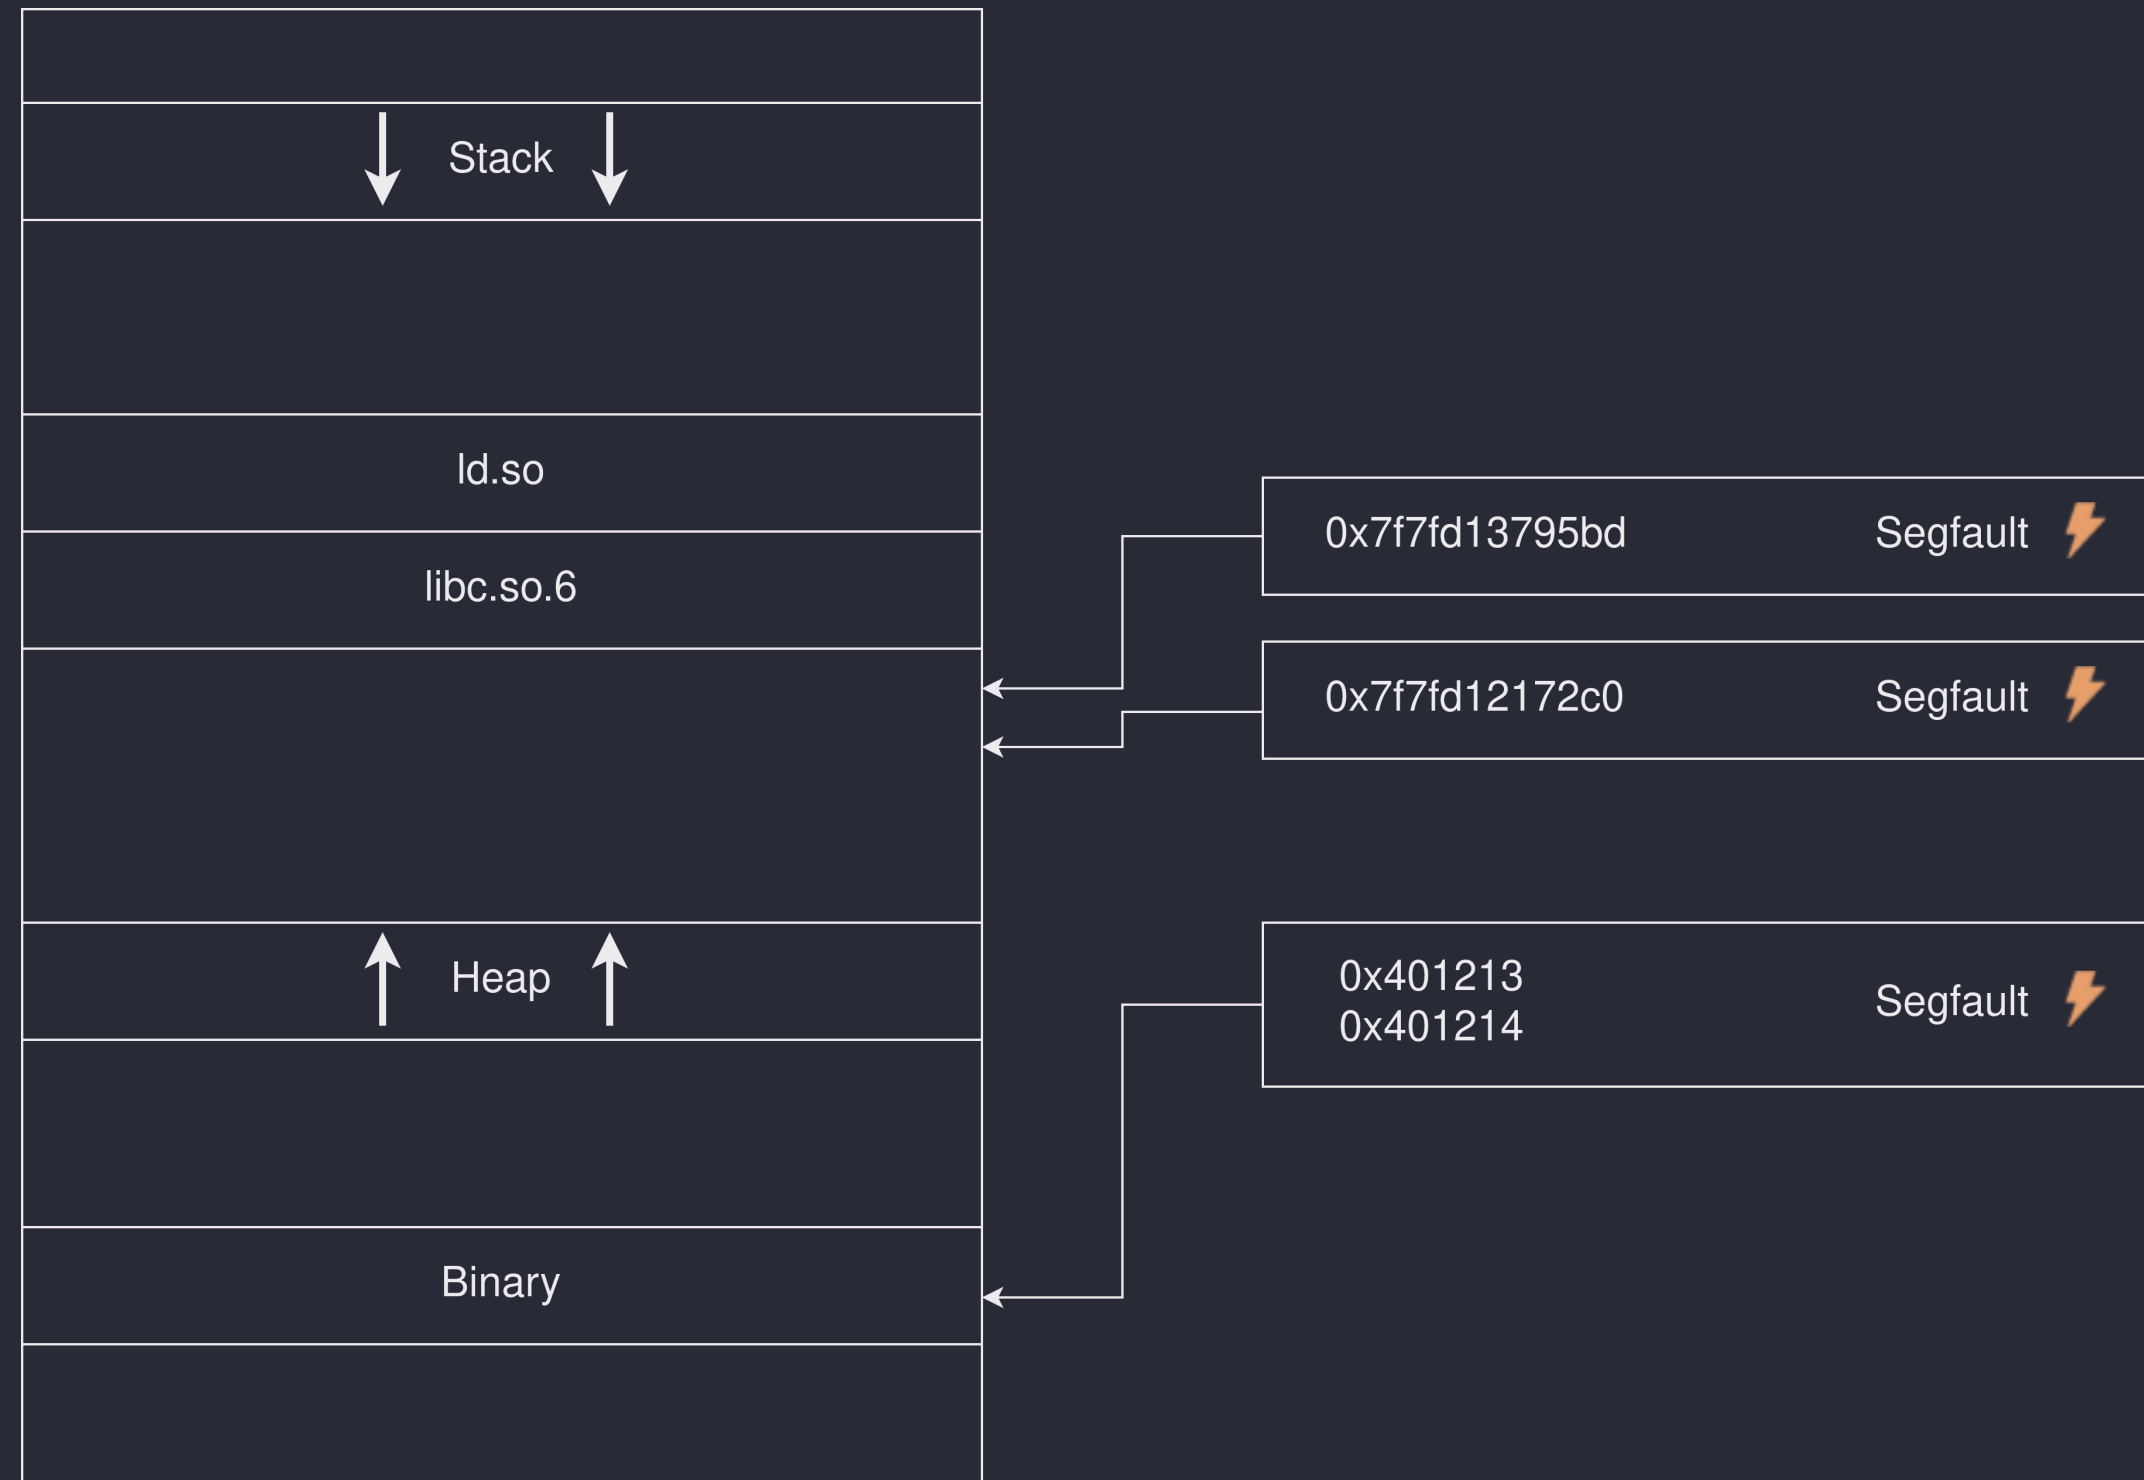 Stack
ld.so
libc.so.6
0x7f7fd13795bd Segfault
0x7f7fd12172c0 Segfault
Heap
0x401213
0x401214
Segfault
Binary